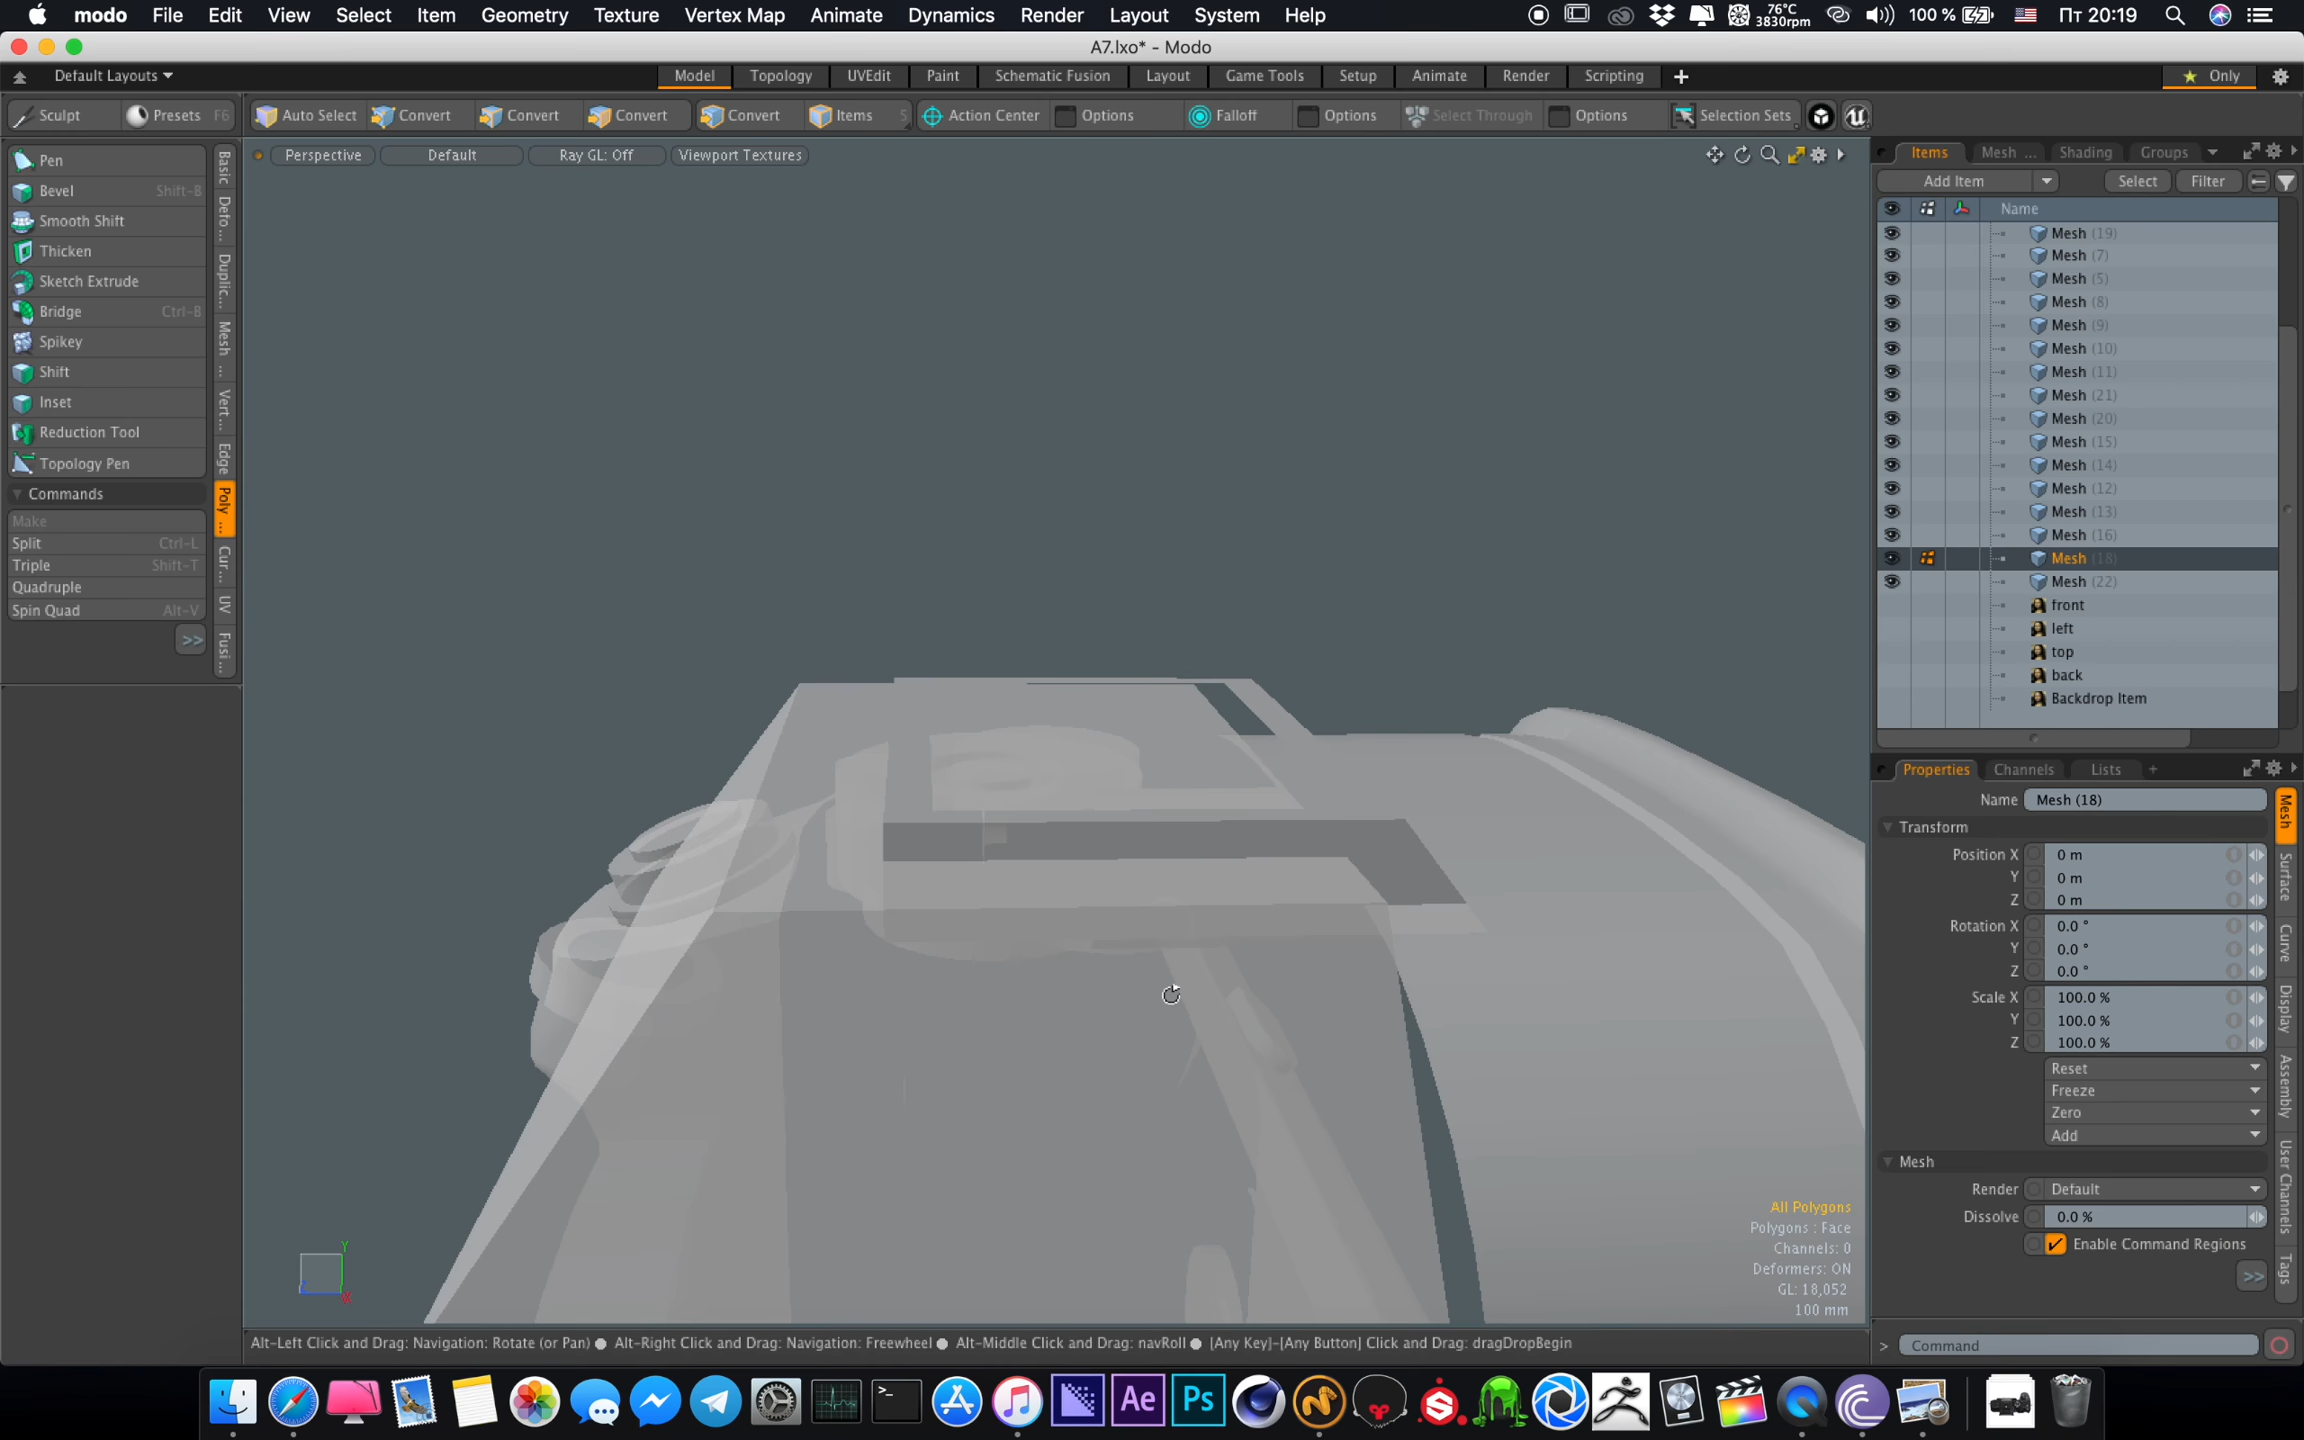 modo File Edit View Select Item Geometry Texture Vertex Map Animate Dynamics Render Layout System Help 76°C 3830rpm 100 % Пт 20:19
A7.lxo* - Modo
Default Layouts Model Topology UVEdit Paint Schematic Fusion Layout Game Tools Setup Animate Render Scripting Only
Sculpt Presets F6 Auto Select Convert Convert Convert Convert Items 5 Action Center Options Falloff Options Select Through Options Selection Sets
Perspective Default Ray GL: Off Viewport Textures
Pen
Bevel Shift-B
Smooth Shift
Thicken
Sketch Extrude
Bridge Ctrl-B
Spikey
Shift
Inset
Reduction Tool
Topology Pen
Commands
Make
Split Ctrl-L
Triple Shift-T
Quadruple
Spin Quad Alt-V
>>
Basic
Defo...
Duplic...
Mesh ...
Vert...
Edge
Poly ...
Cur...
UV
Fusi...
Items Mesh ... Shading Groups
Add Item Select Filter
Name
Mesh (19)
Mesh (7)
Mesh (5)
Mesh (8)
Mesh (9)
Mesh (10)
Mesh (11)
Mesh (21)
Mesh (20)
Mesh (15)
Mesh (14)
Mesh (12)
Mesh (13)
Mesh (16)
Mesh (18)
Mesh (22)
front
left
top
back
Backdrop Item
Properties Channels Lists +
Name Mesh (18)
Transform
Position X 0 m
Y 0 m
Z 0 m
Rotation X 0.0 °
Y 0.0 °
Z 0.0 °
Scale X 100.0 %
Y 100.0 %
Z 100.0 %
Reset
Freeze
Zero
Add
Mesh
Render Default
Dissolve 0.0 %
Enable Command Regions
>>
Mesh
Surface
Curve
Display
Assembly
User Channels
Tags
All Polygons
Polygons : Face
Channels: 0
Deformers: ON
GL: 18,052
100 mm
Y
Z
X
Alt-Left Click and Drag: Navigation: Rotate (or Pan) ● Alt-Right Click and Drag: Navigation: Freewheel ● Alt-Middle Click and Drag: navRoll ● [Any Key]-[Any Button] Click and Drag: dragDropBegin
> Command
Ae Ps